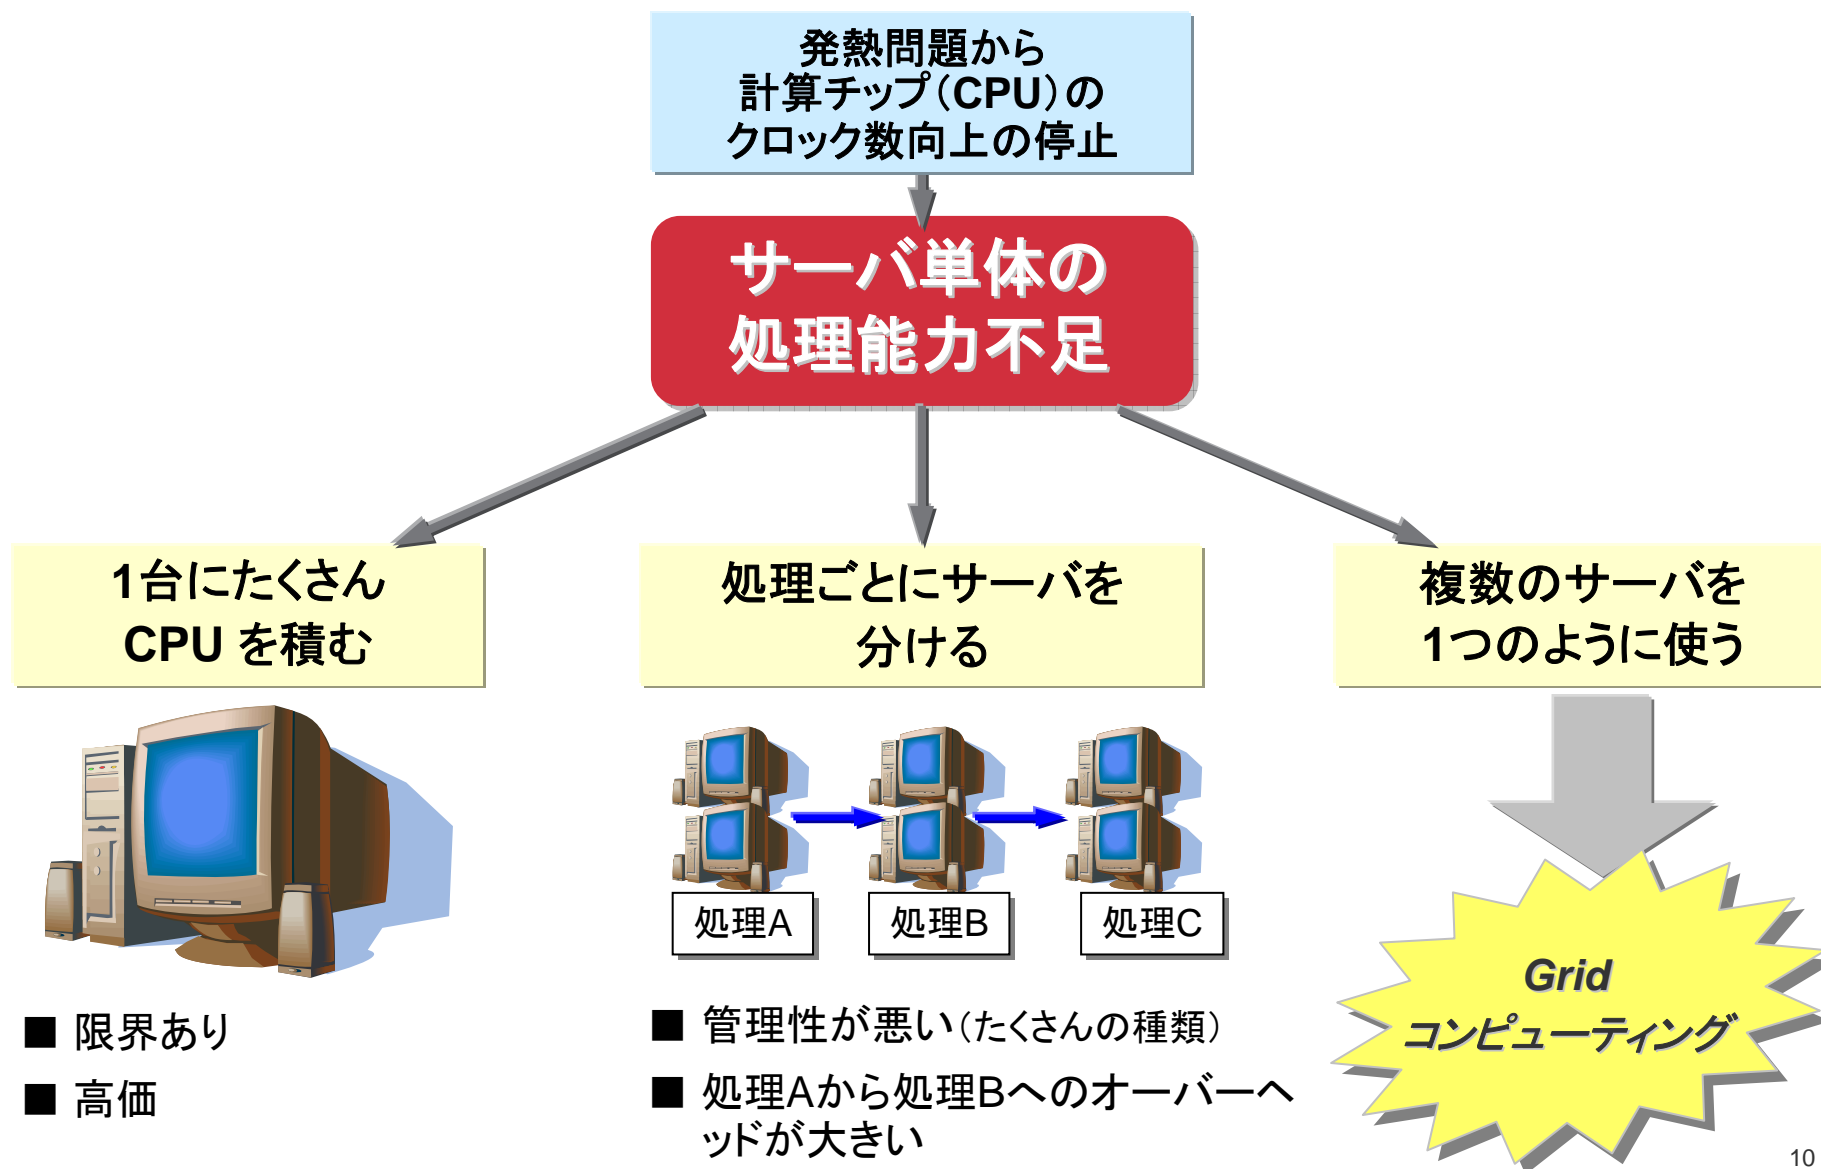 発熱問題から
計算チップ（CPU）の
クロック数向上の停止
サーバ単体の
処理能力不足
1台にたくさん
CPU を積む
処理ごとにサーバを
分ける
複数のサーバを
1つのように使う
処理A
処理B
処理C
■ 限界あり
■ 高価
■ 管理性が悪い（たくさんの種類）
■ 処理Aから処理Bへのオーバーヘ
ッドが大きい
Grid
コンピューティング
10